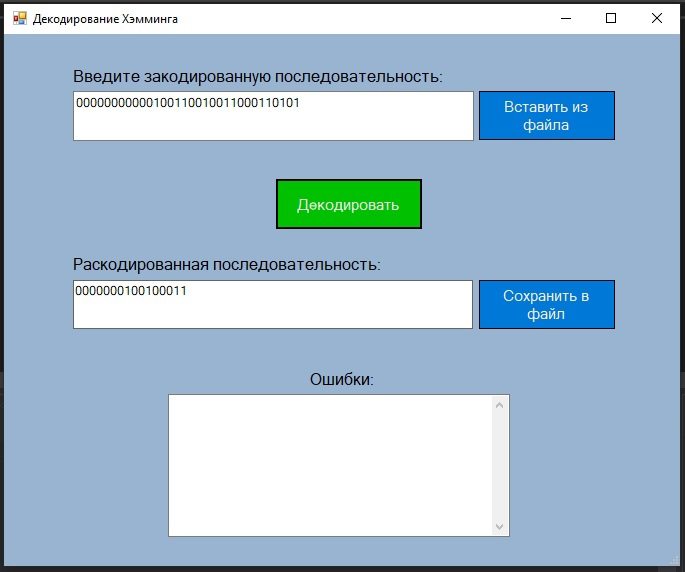 Декодирование Хэмминга
Введите закодированную последовательность:
00000000000100110010011000110101
Вставить из
файла
Декодировать
Раскодированная последовательность:
0000000100100011
Сохранить в
файл
Ошибки: